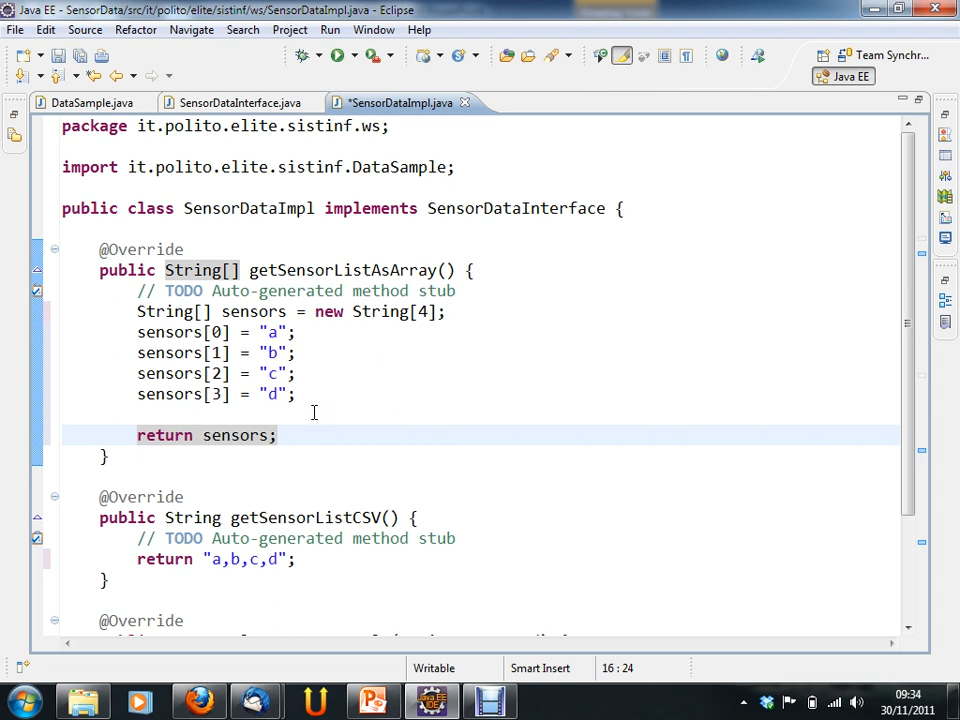 Java EE - SensorData/src/it/polito/elite/sistinf/ws/SensorDataImpl.java - Eclipse
File Edit Source Refactor Navigate Search Project Run Window Help
Team Synchr...
Java EE
DataSample.java SensorDataInterface.java *SensorDataImpl.java
package it.polito.elite.sistinf.ws;
import it.polito.elite.sistinf.DataSample;
public class SensorDataImpl implements SensorDataInterface {
@Override
public String[] getSensorListAsArray() {
// TODO Auto-generated method stub
String[] sensors = new String[4];
sensors[0] = "a";
sensors[1] = "b";
sensors[2] = "c";
sensors[3] = "d";
return sensors;
}
@Override
public String getSensorListCSV() {
// TODO Auto-generated method stub
return "a,b,c,d";
}
@Override
Writable Smart Insert 16 : 24
09:34
30/11/2011